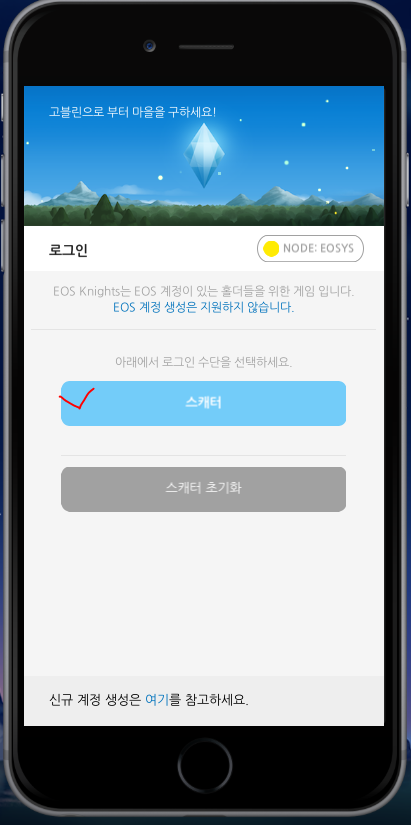 고블린으로 부터 마을을 구하세요!
로그인
NODE: EOSYS
EOS Knights는 EOS 계정이 있는 홀더들을 위한 게임 입니다.
EOS 계정 생성은 지원하지 않습니다.
아래에서 로그인 수단을 선택하세요.
스캐터
스캐터 초기화
신규 계정 생성은 여기를 참고하세요.